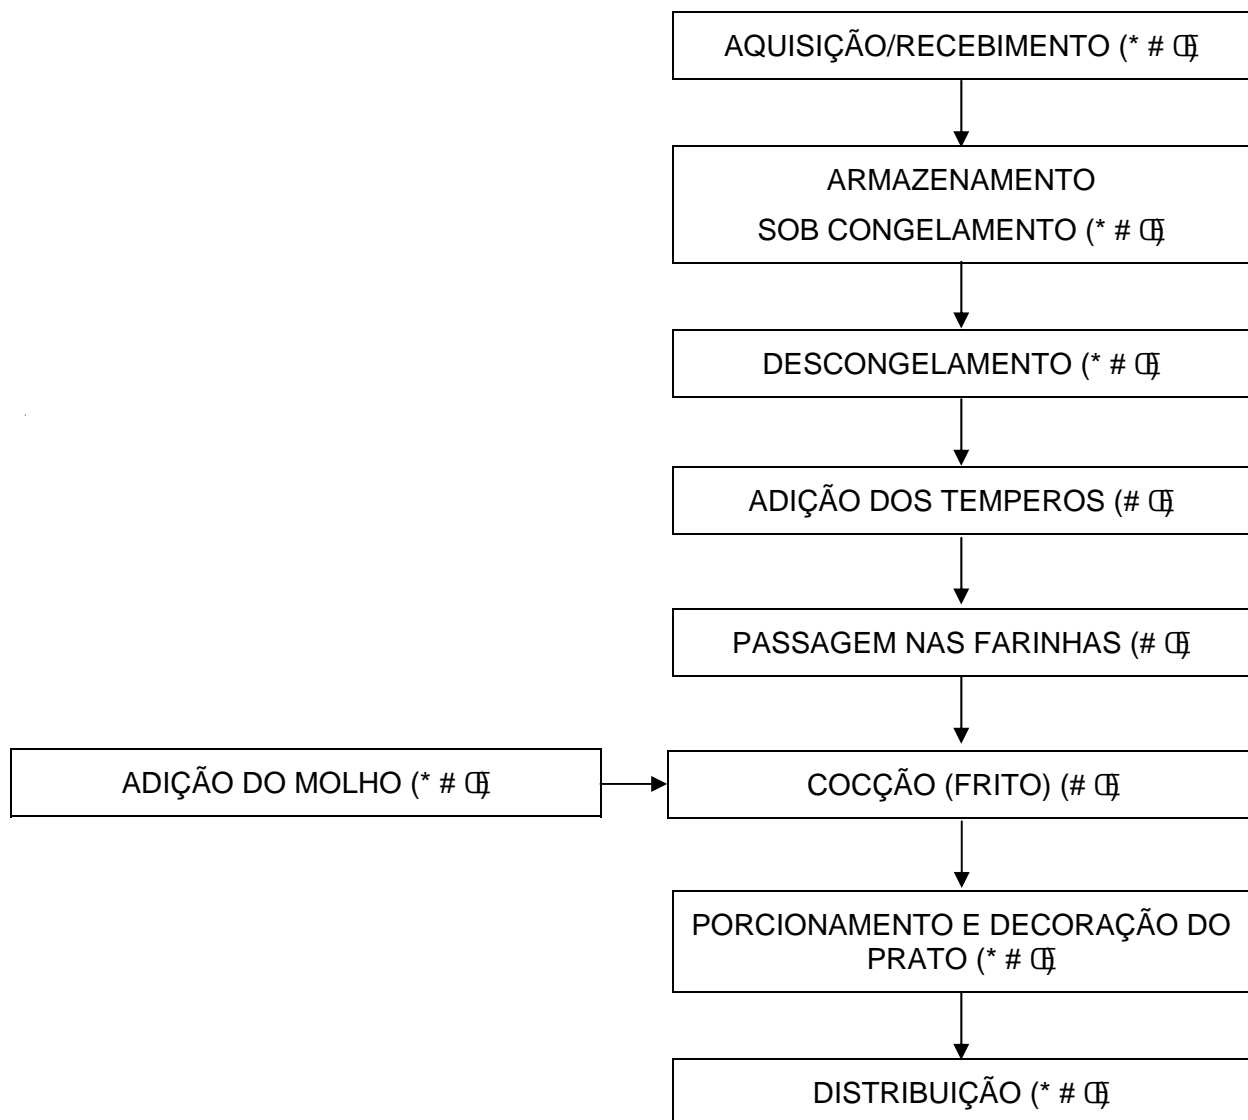 AQUISIÇÃO/RECEBIMENTO (* # Œ)
ARMAZENAMENTO
SOB CONGELAMENTO (* # Œ)
DESCONGELAMENTO (* # Œ)
ADIÇÃO DOS TEMPEROS (# Œ)
PASSAGEM NAS FARINHAS (# Œ)
ADIÇÃO DO MOLHO (* # Œ)
COCÇÃO (FRITO) (# Œ)
PORCIONAMENTO E DECORAÇÃO DO
PRATO (* # Œ)
DISTRIBUIÇÃO (* # Œ)